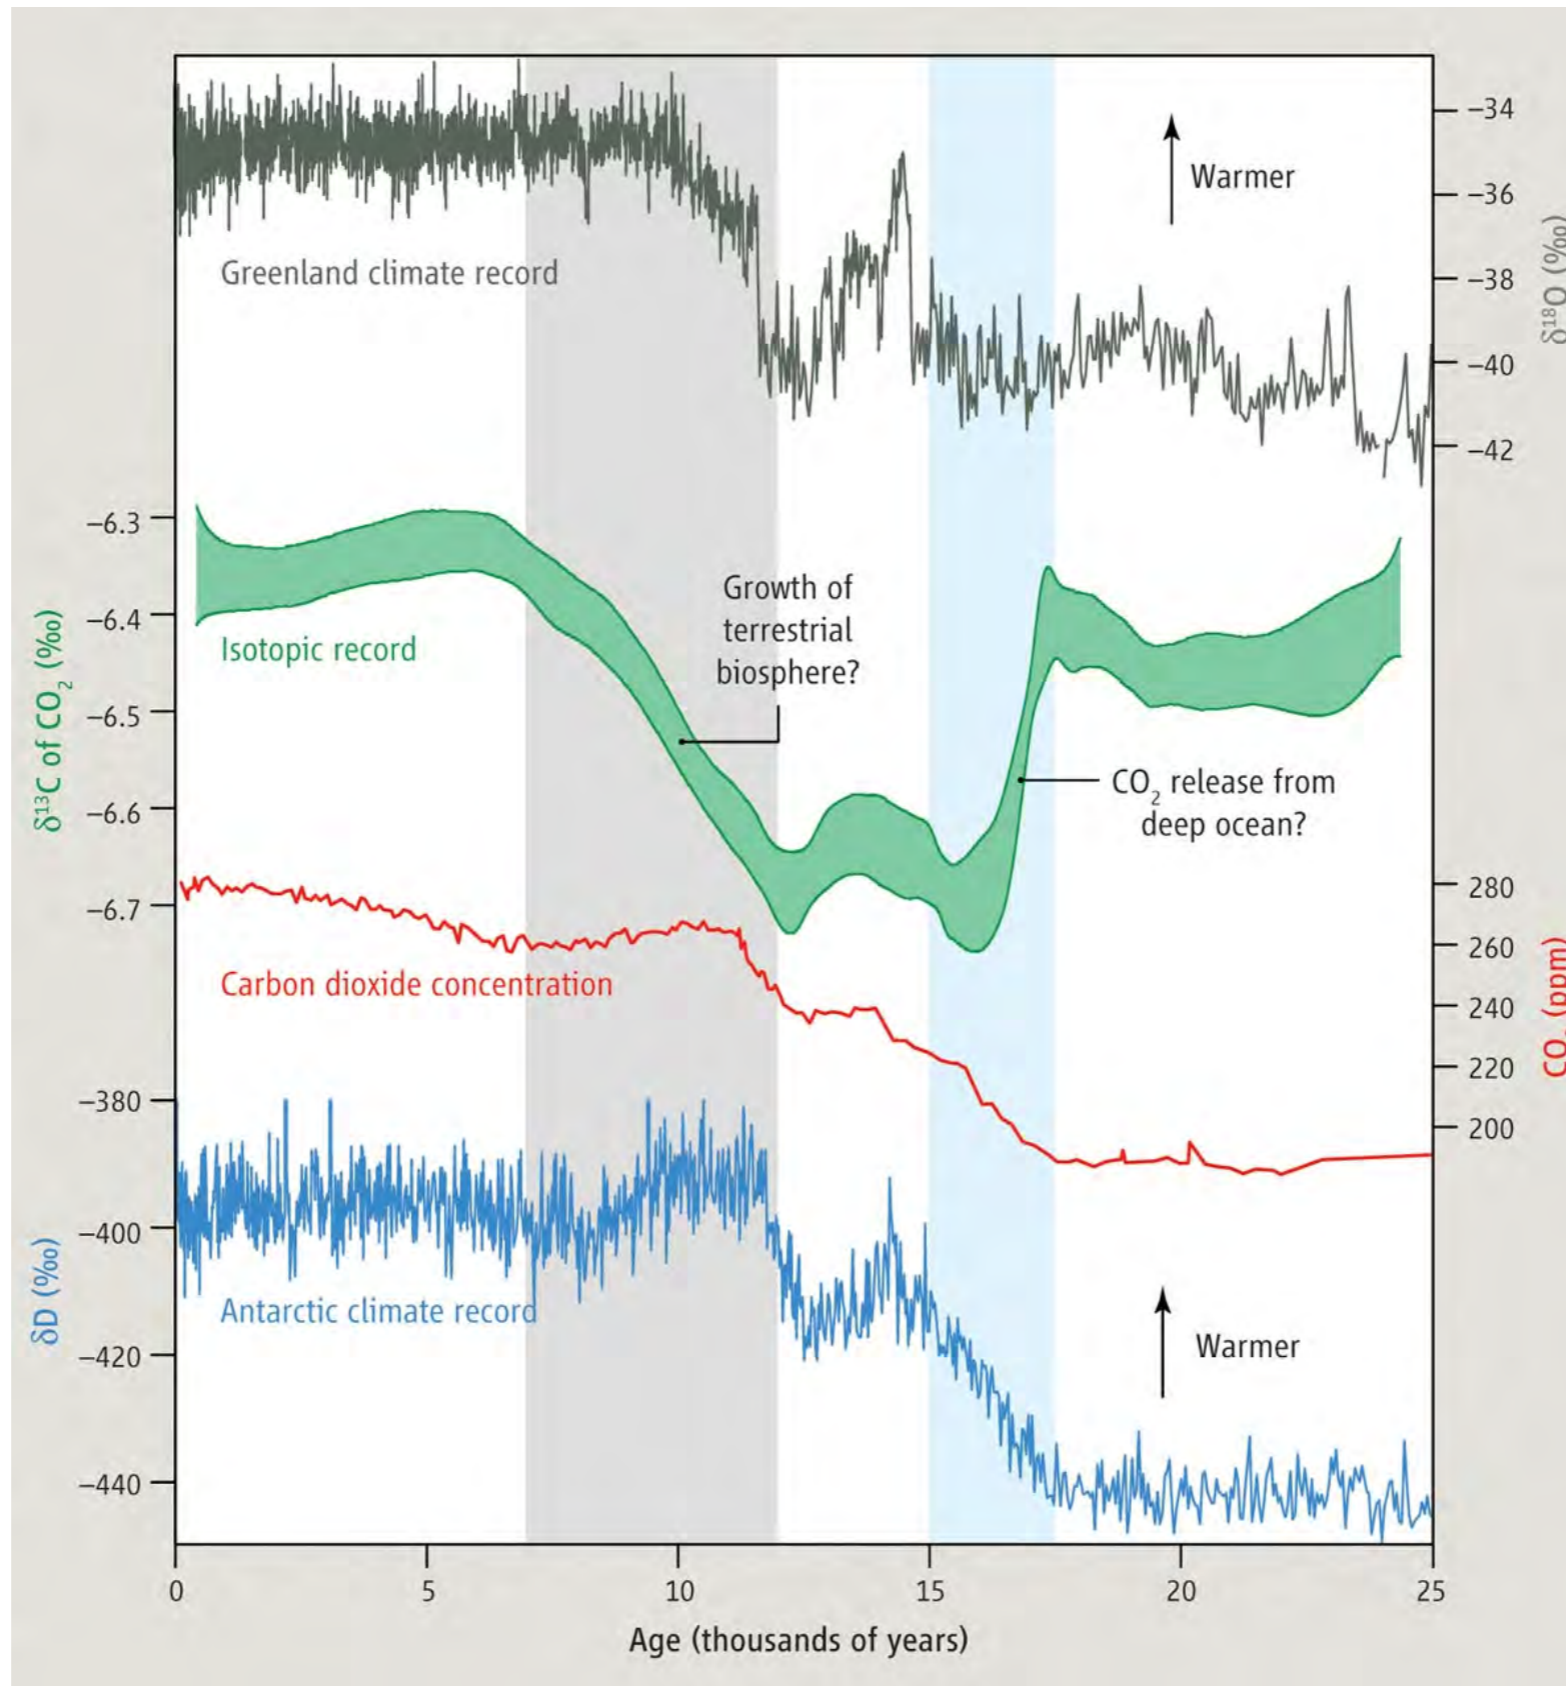 −34
Warmer
−36
Greenland climate record
−38
−40
−42
δ¹⁸O (‰)
−6.3
−6.4
−6.5
−6.6
−6.7
δ¹³C of CO₂ (‰)
Growth of
terrestrial
biosphere?
Isotopic record
CO₂ release from
deep ocean?
280
260
240
220
200
(ppm)
Carbon dioxide concentration
−380
−400
−420
−440
δD (‰)
Antarctic climate record
Warmer
0 5 10 15 20 25
Age (thousands of years)